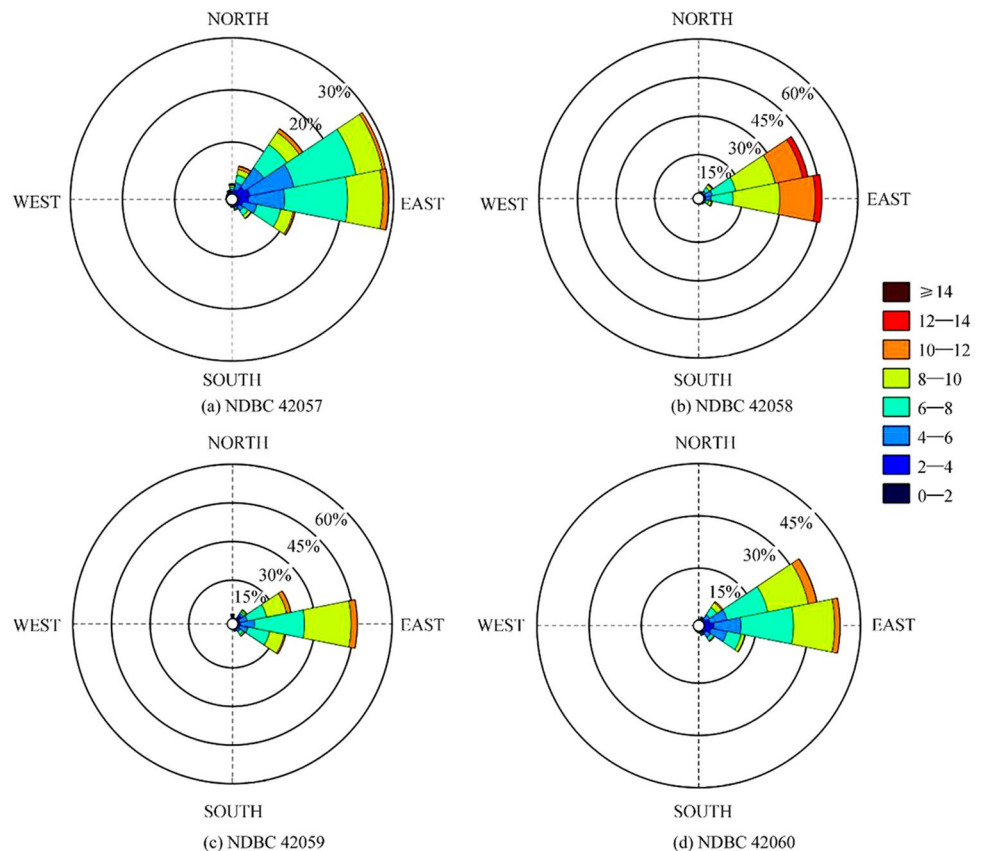 NORTH
30%
20%
WEST
EAST
SOUTH
(a) NDBC 42057
NORTH
60%
45%
30%
15%
WEST
EAST
SOUTH
(b) NDBC 42058
≥14
12—14
10—12
8—10
6—8
4—6
2—4
0—2
NORTH
60%
45%
30%
15%
WEST
EAST
SOUTH
(c) NDBC 42059
NORTH
45%
30%
15%
WEST
EAST
SOUTH
(d) NDBC 42060